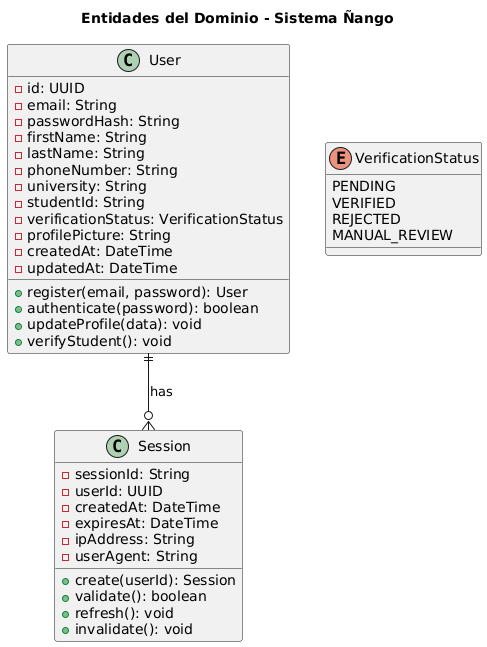 Entidades del Dominio - Sistema Ñango
C User
id: UUID
email: String
passwordHash: String
firstName: String
lastName: String
phoneNumber: String
university: String
studentId: String
verificationStatus: VerificationStatus
profilePicture: String
createdAt: DateTime
updatedAt: DateTime
register(email, password): User
authenticate(password): boolean
updateProfile(data): void
verifyStudent(): void
E VerificationStatus
PENDING
VERIFIED
REJECTED
MANUAL_REVIEW
has
C Session
sessionId: String
userId: UUID
createdAt: DateTime
expiresAt: DateTime
ipAddress: String
userAgent: String
create(userId): Session
validate(): boolean
refresh(): void
invalidate(): void